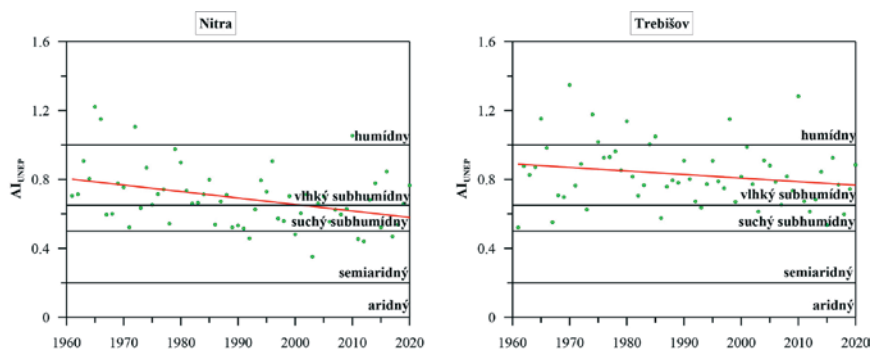 Nitra
1.6
1.2
0.8
0.4
0
AI_UNEP
humídny
vlhký subhumídny
suchý subhumídny
semiaridný
aridný
1960 1970 1980 1990 2000 2010 2020
Trebišov
1.6
1.2
0.8
0.4
0
AI_UNEP
humídny
vlhký subhumídny
suchý subhumídny
semiaridný
aridný
1960 1970 1980 1990 2000 2010 2020